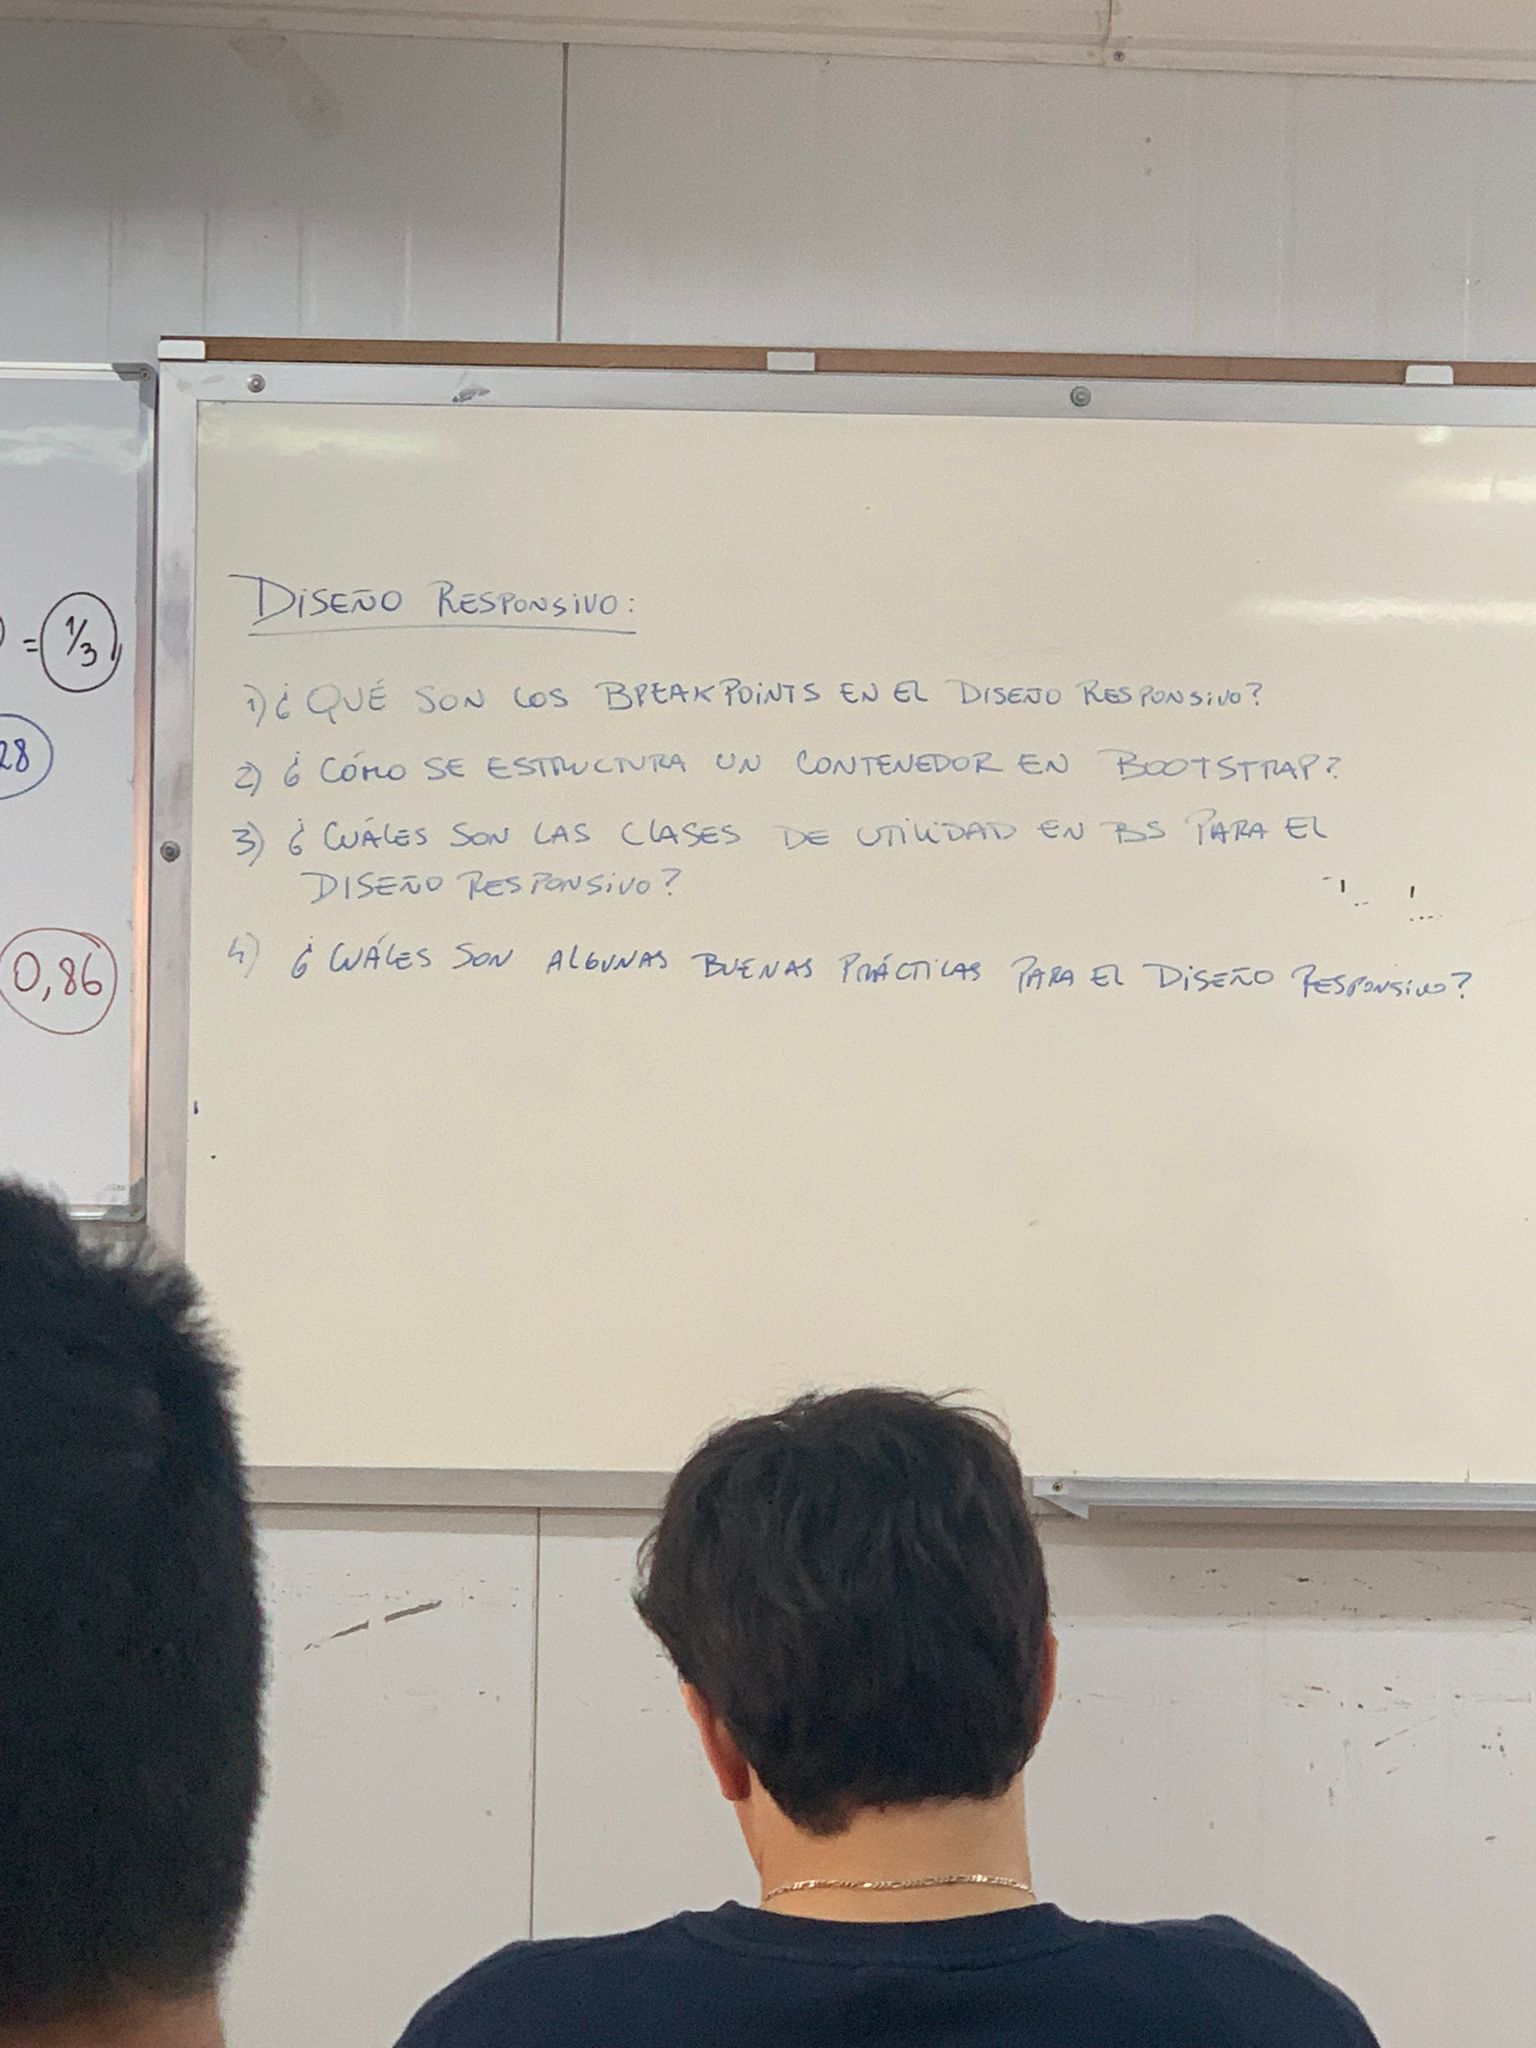 = 1/3
28
0,86
DISEÑO RESPONSIVO:
1) ¿QUÉ SON LOS BREAKPOINTS EN EL DISEÑO RESPONSIVO?
2) ¿CÓMO SE ESTRUCTURA UN CONTENEDOR EN BOOTSTRAP?
3) ¿CUÁLES SON LAS CLASES DE UTILIDAD EN BS PARA EL
DISEÑO RESPONSIVO?
4) ¿CUÁLES SON ALGUNAS BUENAS PRÁCTICAS PARA EL DISEÑO RESPONSIVO?